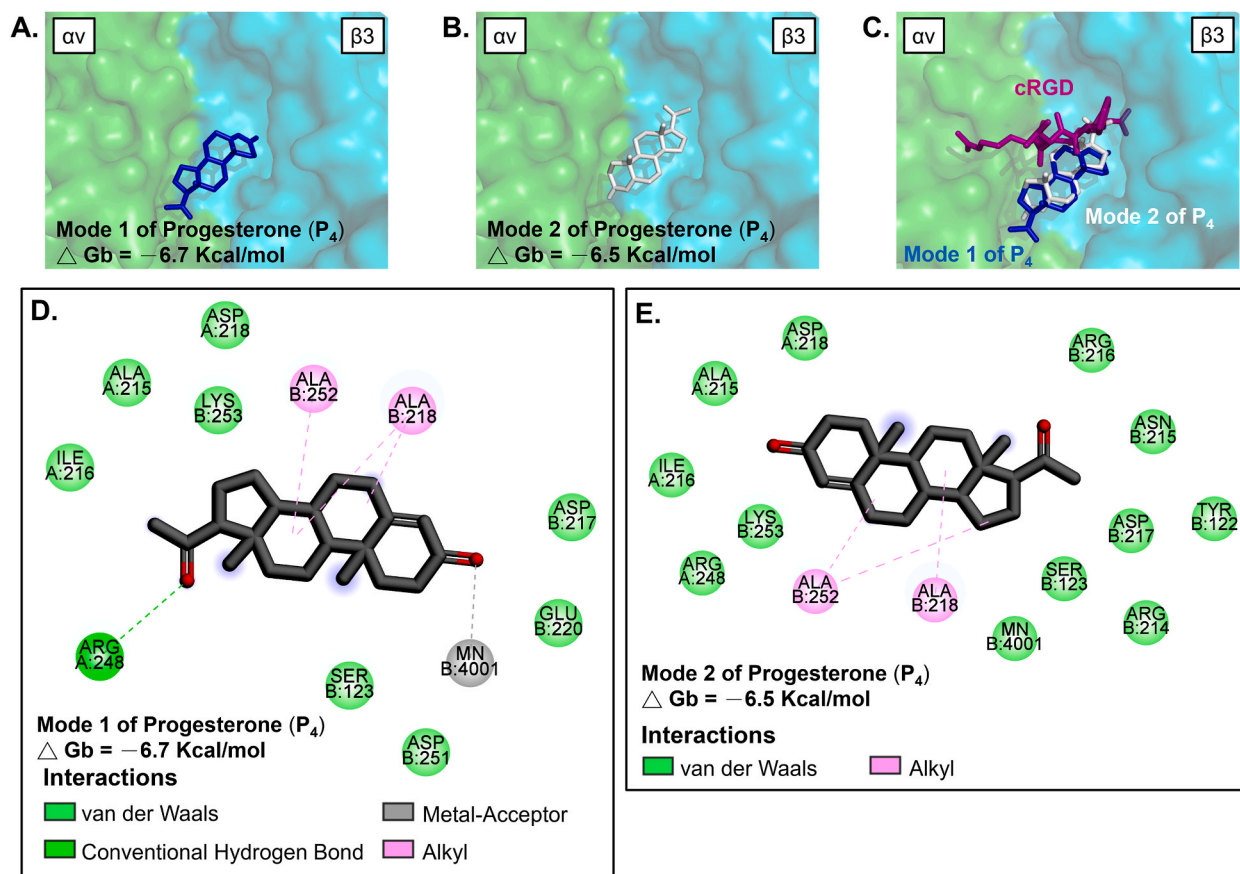 A.
αv
β3
Mode 1 of Progesterone (P4)
△ Gb = −6.7 Kcal/mol
B.
αv
β3
Mode 2 of Progesterone (P4)
△ Gb = −6.5 Kcal/mol
C.
αv
β3
cRGD
Mode 2 of P4
Mode 1 of P4
D.
ASP
A:218
ALA
A:215
LYS
B:253
ALA
B:252
ALA
B:218
ILE
A:216
ASP
B:217
GLU
B:220
ARG
A:248
SER
B:123
MN
B:4001
ASP
B:251
Mode 1 of Progesterone (P4)
△ Gb = −6.7 Kcal/mol
Interactions
van der Waals
Metal-Acceptor
Conventional Hydrogen Bond
Alkyl
E.
ASP
A:218
ARG
B:216
ALA
A:215
ASN
B:215
ILE
A:216
LYS
B:253
ASP
B:217
TYR
B:122
ARG
A:248
ALA
B:252
ALA
B:218
SER
B:123
MN
B:4001
ARG
B:214
Mode 2 of Progesterone (P4)
△ Gb = −6.5 Kcal/mol
Interactions
van der Waals
Alkyl